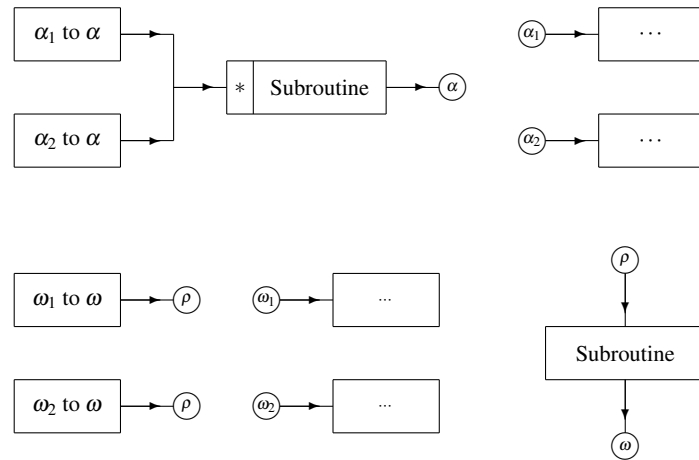 α₁ to α
α₁
⋯
* Subroutine
α
α₂ to α
α₂
⋯
ρ
ω₁ to ω
ρ
ω₁
...
Subroutine
ω₂ to ω
ρ
ω₂
...
ω